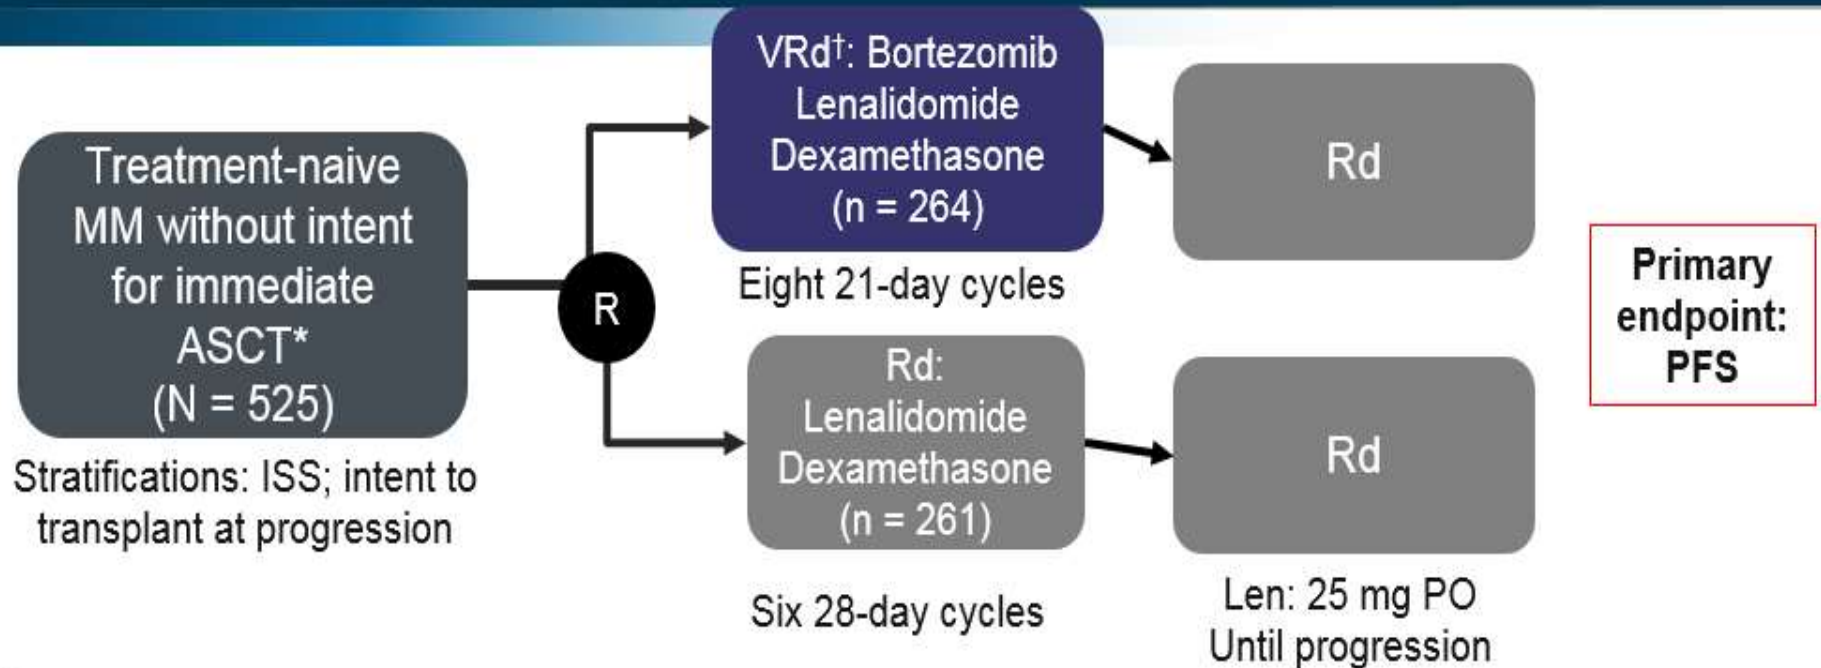 Treatment-naive
MM without intent
for immediate
ASCT*
(N = 525)
Stratifications: ISS; intent to
transplant at progression
R
VRd†: Bortezomib
Lenalidomide
Dexamethasone
(n = 264)
Eight 21-day cycles
Rd:
Lenalidomide
Dexamethasone
(n = 261)
Six 28-day cycles
Rd
Rd
Len: 25 mg PO
Until progression
Primary
endpoint:
PFS